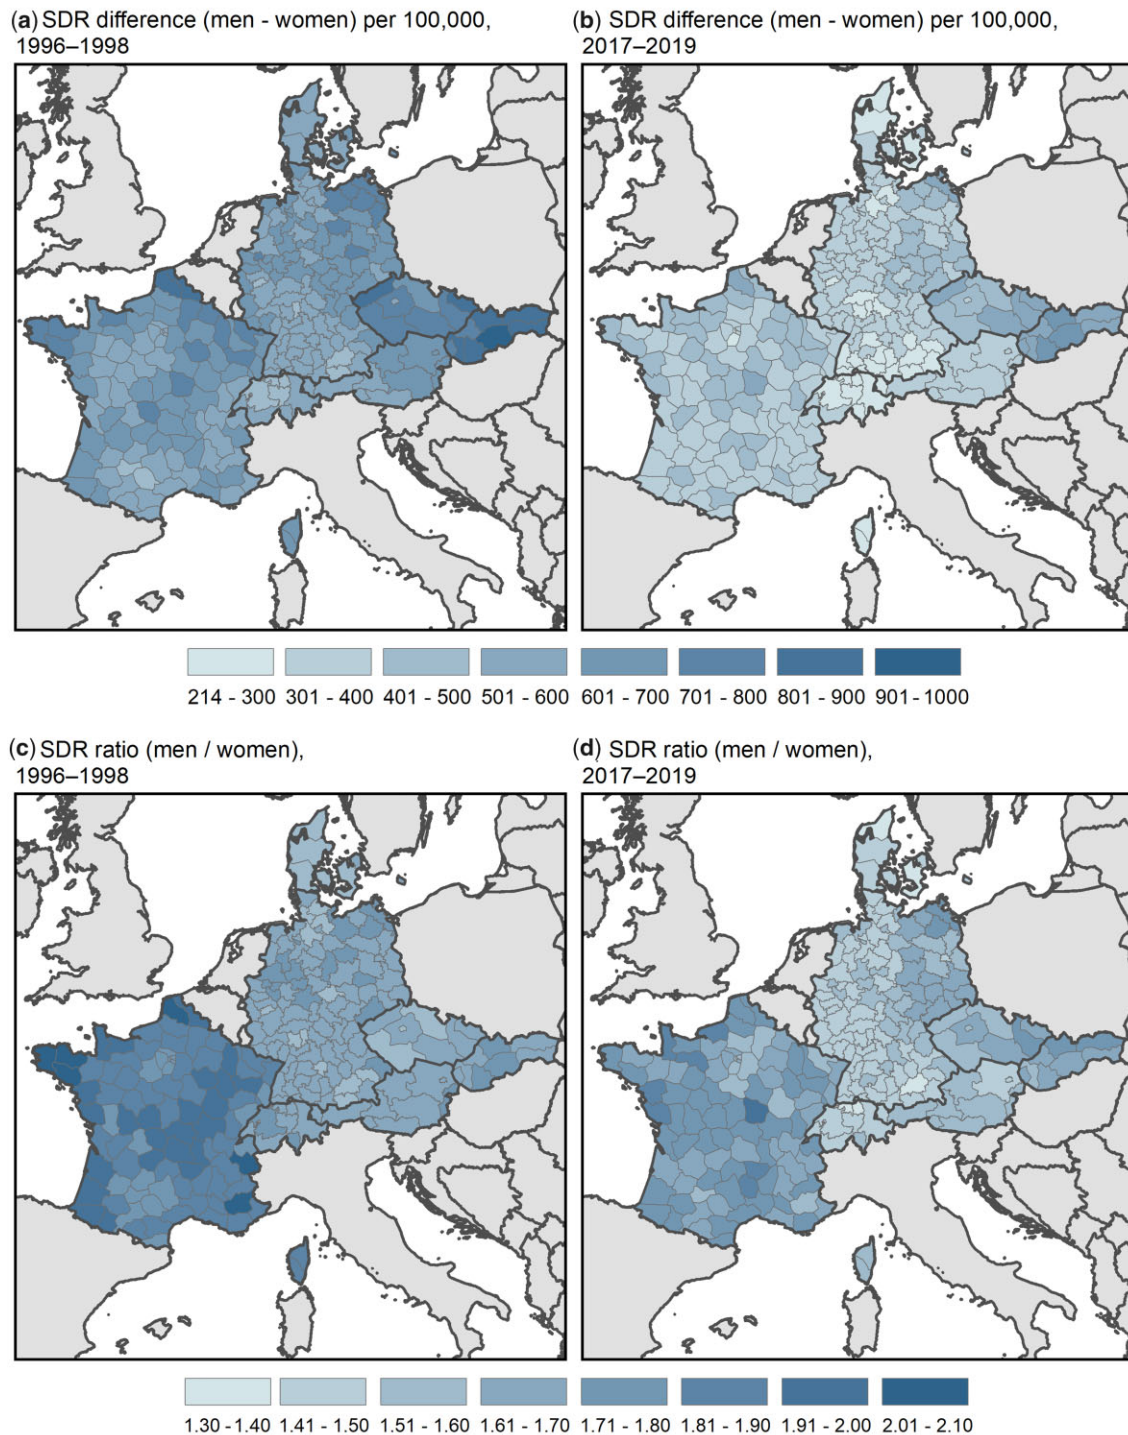 (a) SDR difference (men - women) per 100,000,
1996–1998
(b) SDR difference (men - women) per 100,000,
2017–2019
214 - 300 301 - 400 401 - 500 501 - 600 601 - 700 701 - 800 801 - 900 901 - 1000
(c) SDR ratio (men / women),
1996–1998
(d) SDR ratio (men / women),
2017–2019
1.30 - 1.40 1.41 - 1.50 1.51 - 1.60 1.61 - 1.70 1.71 - 1.80 1.81 - 1.90 1.91 - 2.00 2.01 - 2.10